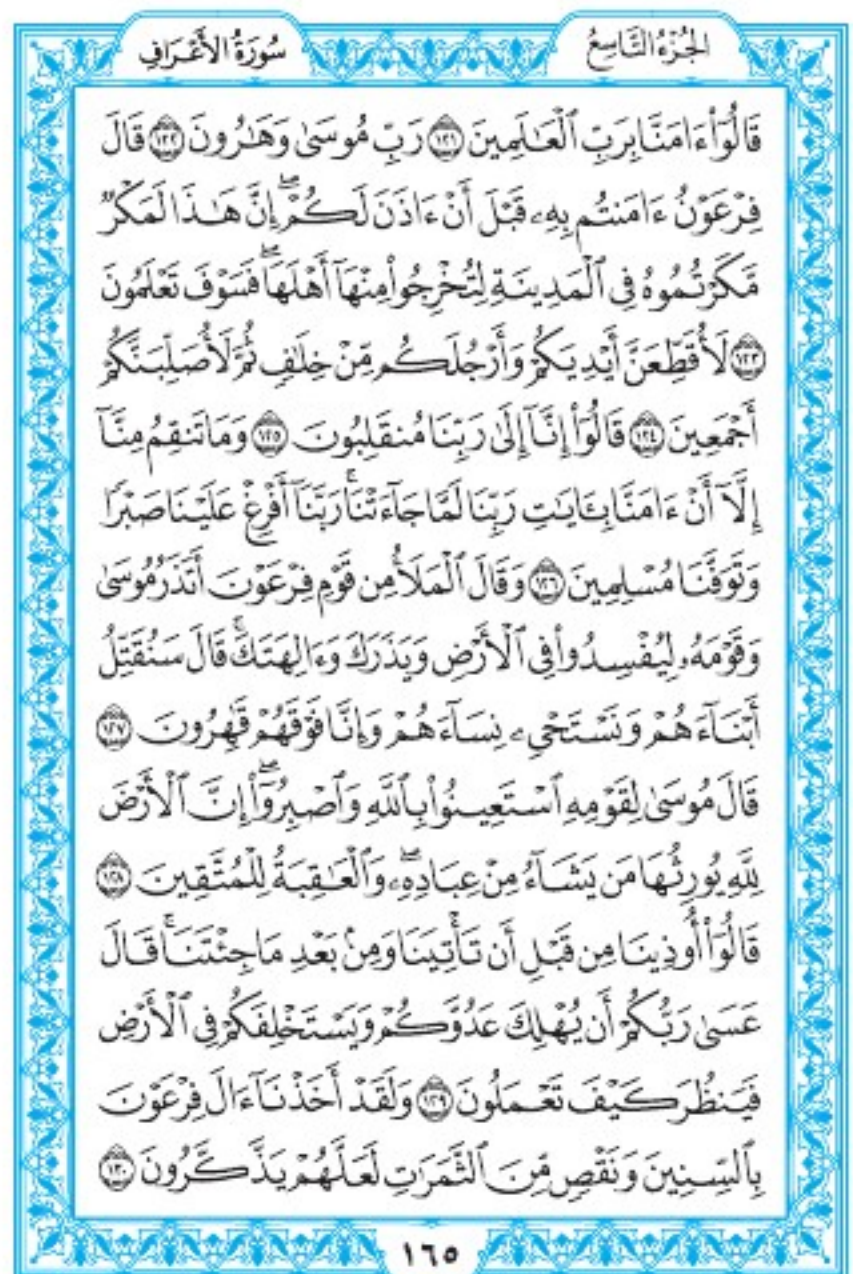 الجُزْءُ التَّاسِعُ
سُورَةُ الأَعْرَافِ
قَالُوٓاْ ءَامَنَّا بِرَبِّ ٱلْعَـٰلَمِينَ ١٢١ رَبِّ مُوسَىٰ وَهَـٰرُونَ ١٢٢ قَالَ
فِرْعَوْنُ ءَامَنتُم بِهِۦ قَبْلَ أَنْ ءَاذَنَ لَكُمْۖ إِنَّ هَـٰذَا لَمَكْرٌ
مَّكَرْتُمُوهُ فِى ٱلْمَدِينَةِ لِتُخْرِجُواْ مِنْهَآ أَهْلَهَاۖ فَسَوْفَ تَعْلَمُونَ
١٢٣ لَأُقَطِّعَنَّ أَيْدِيَكُمْ وَأَرْجُلَكُم مِّنْ خِلَـٰفٍ ثُمَّ لَأُصَلِّبَنَّكُمْ
أَجْمَعِينَ ١٢٤ قَالُوٓاْ إِنَّآ إِلَىٰ رَبِّنَا مُنقَلِبُونَ ١٢٥ وَمَا تَنقِمُ مِنَّآ
إِلَّآ أَنْ ءَامَنَّا بِـَٔايَـٰتِ رَبِّنَا لَمَّا جَآءَتْنَاۚ رَبَّنَآ أَفْرِغْ عَلَيْنَا صَبْرًا
وَتَوَفَّنَا مُسْلِمِينَ ١٢٦ وَقَالَ ٱلْمَلَأُ مِن قَوْمِ فِرْعَوْنَ أَتَذَرُ مُوسَىٰ
وَقَوْمَهُۥ لِيُفْسِدُواْ فِى ٱلْأَرْضِ وَيَذَرَكَ وَءَالِهَتَكَۚ قَالَ سَنُقَتِّلُ
أَبْنَآءَهُمْ وَنَسْتَحْىِۦ نِسَآءَهُمْ وَإِنَّا فَوْقَهُمْ قَـٰهِرُونَ ١٢٧
قَالَ مُوسَىٰ لِقَوْمِهِ ٱسْتَعِينُواْ بِٱللَّهِ وَٱصْبِرُوٓاْۖ إِنَّ ٱلْأَرْضَ
لِلَّهِ يُورِثُهَا مَن يَشَآءُ مِنْ عِبَادِهِۦۖ وَٱلْعَـٰقِبَةُ لِلْمُتَّقِينَ ١٢٨
قَالُوٓاْ أُوذِينَا مِن قَبْلِ أَن تَأْتِيَنَا وَمِنۢ بَعْدِ مَا جِئْتَنَاۚ قَالَ
عَسَىٰ رَبُّكُمْ أَن يُهْلِكَ عَدُوَّكُمْ وَيَسْتَخْلِفَكُمْ فِى ٱلْأَرْضِ
فَيَنظُرَ كَيْفَ تَعْمَلُونَ ١٢٩ وَلَقَدْ أَخَذْنَآ ءَالَ فِرْعَوْنَ
بِٱلسِّنِينَ وَنَقْصٍ مِّنَ ٱلثَّمَرَٰتِ لَعَلَّهُمْ يَذَّكَّرُونَ ١٣٠
١٦٥